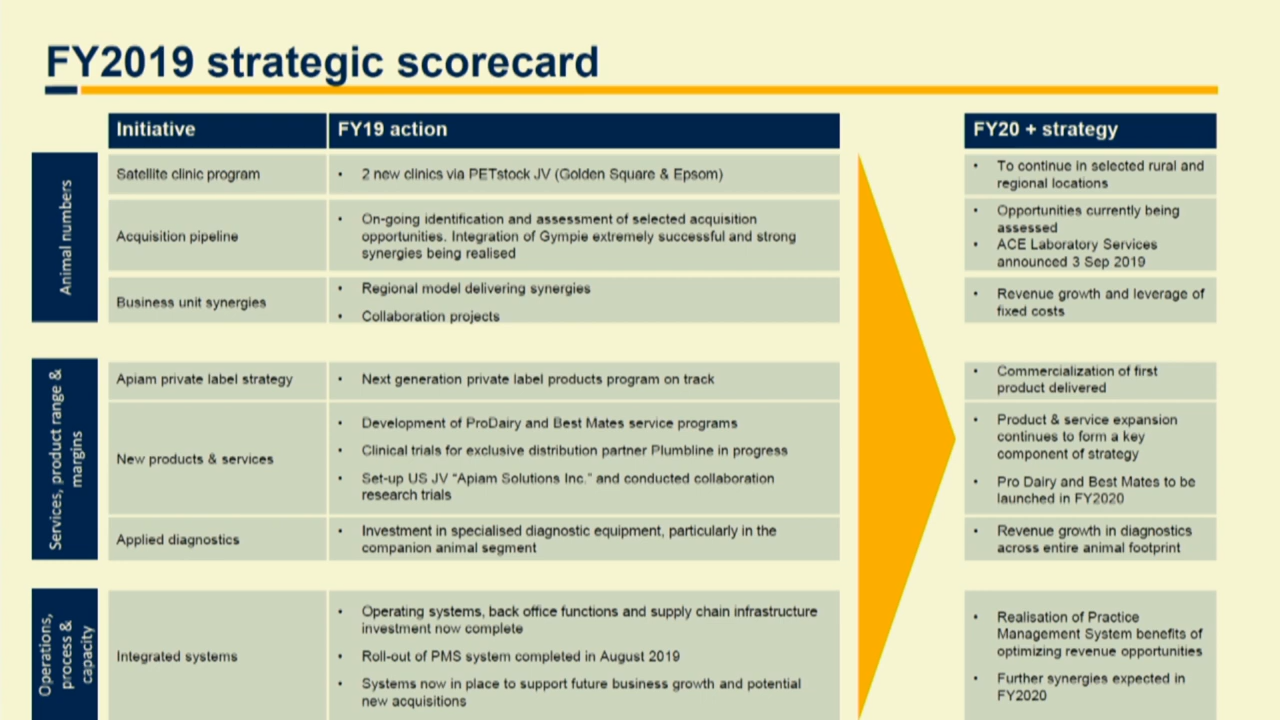 FY2019 strategic scorecard
Initiative
FY19 action
FY20 + strategy
Animal numbers
Satellite clinic program
• 2 new clinics via PETstock JV (Golden Square & Epsom)
• To continue in selected rural and
regional locations
Acquisition pipeline
• On-going identification and assessment of selected acquisition
opportunities. Integration of Gympie extremely successful and strong
synergies being realised
• Opportunities currently being
assessed
• ACE Laboratory Services
announced 3 Sep 2019
Business unit synergies
• Regional model delivering synergies
• Collaboration projects
• Revenue growth and leverage of
fixed costs
Services, product range &
margins
Apiam private label strategy
• Next generation private label products program on track
• Commercialization of first
product delivered
New products & services
• Development of ProDairy and Best Mates service programs
• Clinical trials for exclusive distribution partner Plumbline in progress
• Set-up US JV “Apiam Solutions Inc.” and conducted collaboration
research trials
• Product & service expansion
continues to form a key
component of strategy
• Pro Dairy and Best Mates to be
launched in FY2020
Applied diagnostics
• Investment in specialised diagnostic equipment, particularly in the
companion animal segment
• Revenue growth in diagnostics
across entire animal footprint
Operations,
process &
capacity
Integrated systems
• Operating systems, back office functions and supply chain infrastructure
investment now complete
• Roll-out of PMS system completed in August 2019
• Systems now in place to support future business growth and potential
new acquisitions
• Realisation of Practice
Management System benefits of
optimizing revenue opportunities
• Further synergies expected in
FY2020